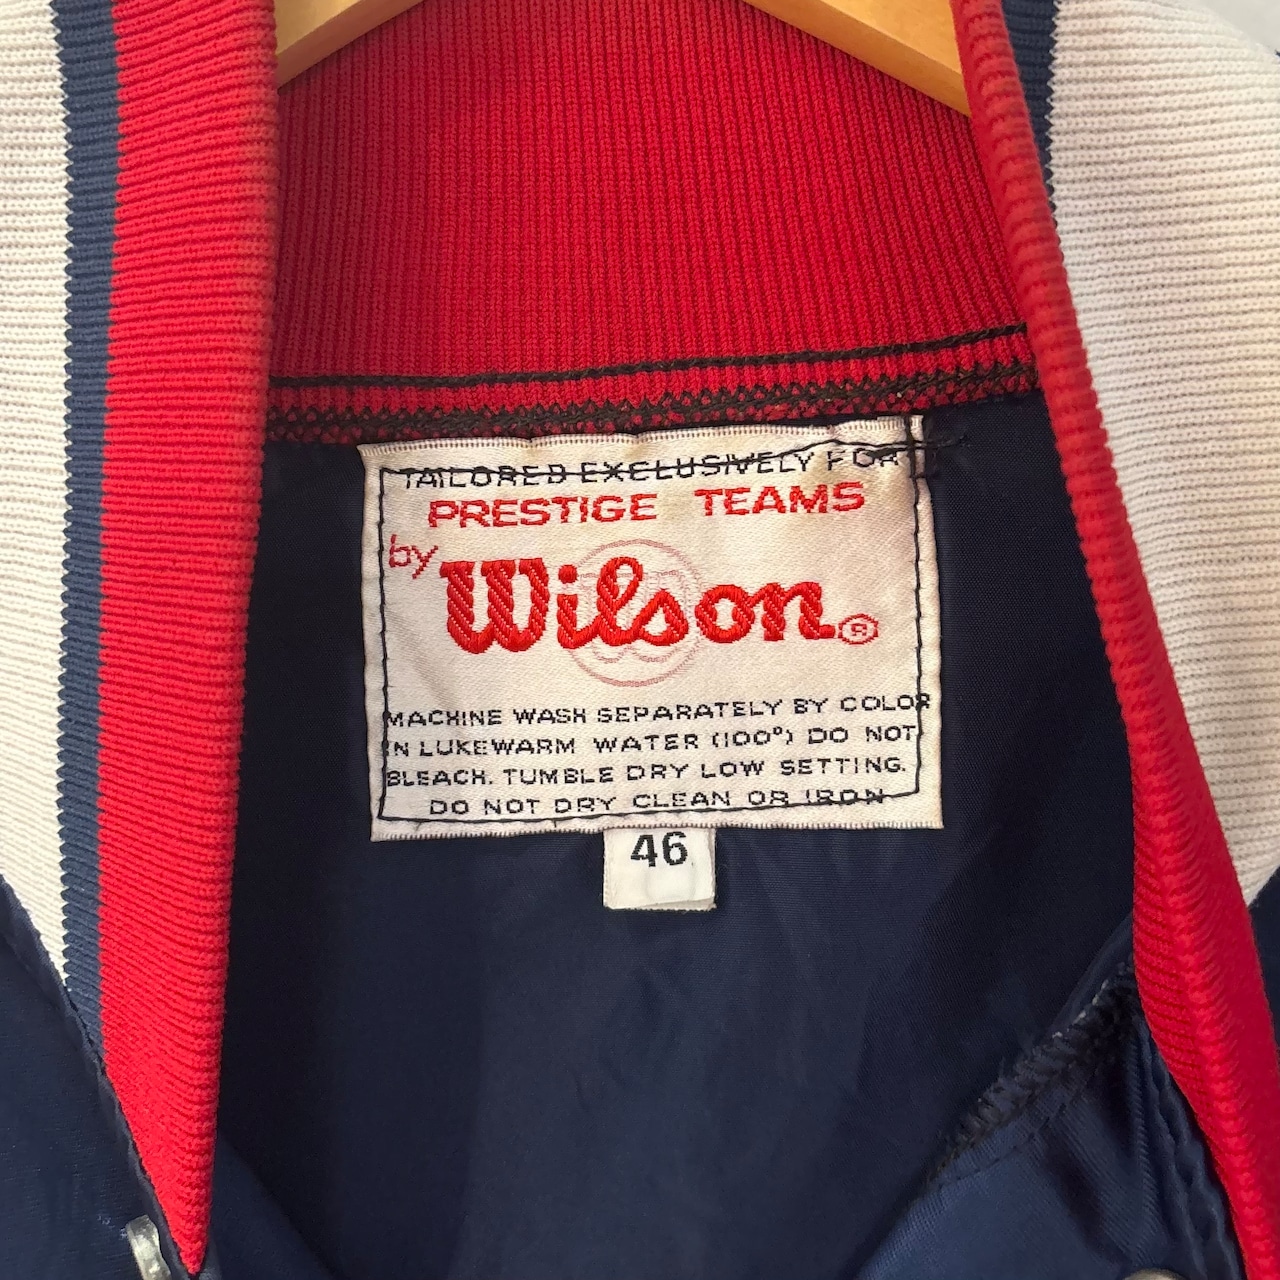 TAILORED EXCLUSIVELY FOR
PRESTIGE TEAMS
by Wilson ®
MACHINE WASH SEPARATELY BY COLOR
IN LUKEWARM WATER (100°) DO NOT
BLEACH. TUMBLE DRY LOW SETTING.
DO NOT DRY CLEAN OR IRON
46